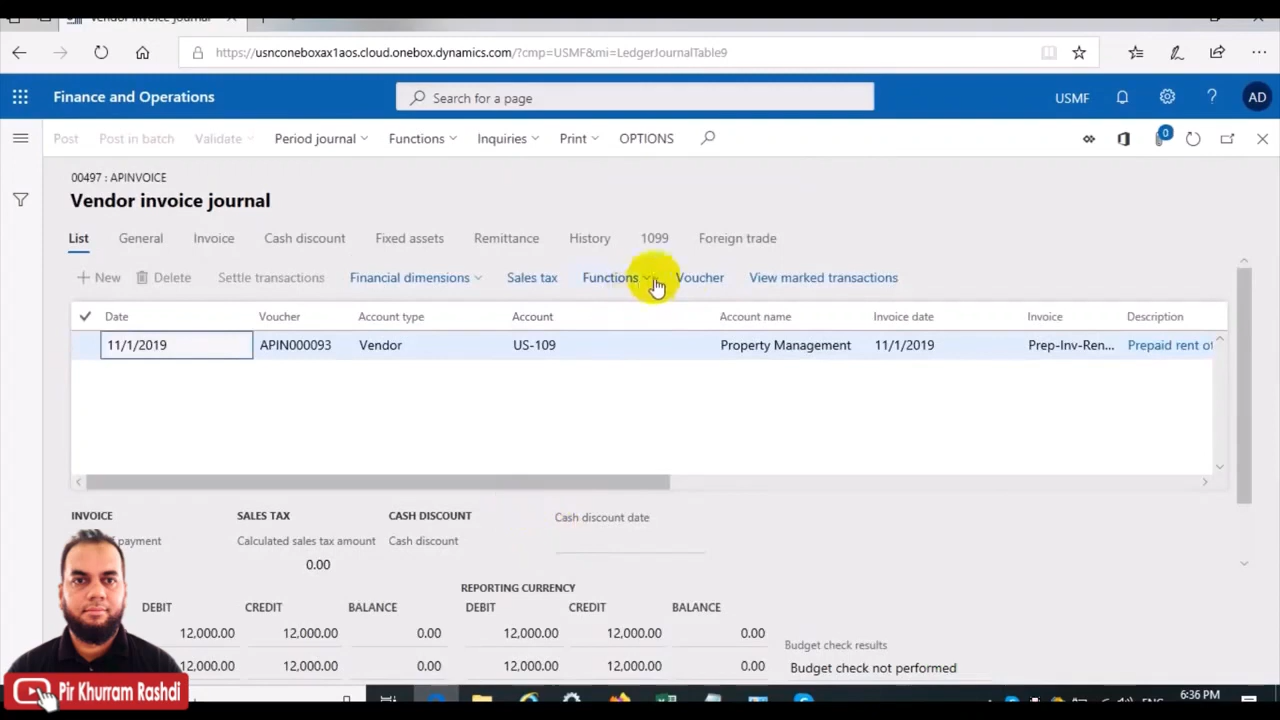 Vendor invoice journal
https://usnconeboxax1aos.cloud.onebox.dynamics.com/?cmp=USMF&mi=LedgerJournalTable9
Finance and Operations
Search for a page
USMF
AD
Post
Post in batch
Validate
Period journal
Functions
Inquiries
Print
OPTIONS
0
00497 : APINVOICE
Vendor invoice journal
List
General
Invoice
Cash discount
Fixed assets
Remittance
History
1099
Foreign trade
New
Delete
Settle transactions
Financial dimensions
Sales tax
Functions
Voucher
View marked transactions
Date Voucher Account type Account Account name Invoice date Invoice Description
11/1/2019 APIN000093 Vendor US-109 Property Management 11/1/2019 Prep-Inv-Ren... Prepaid rent of
INVOICE SALES TAX CASH DISCOUNT Cash discount date
payment Calculated sales tax amount Cash discount
0.00
REPORTING CURRENCY
DEBIT CREDIT BALANCE DEBIT CREDIT BALANCE
12,000.00 12,000.00 0.00 12,000.00 12,000.00 0.00
Budget check results
12,000.00 12,000.00 0.00 12,000.00 12,000.00 0.00
Budget check not performed
Pir Khurram Rashdi
6:36 PM